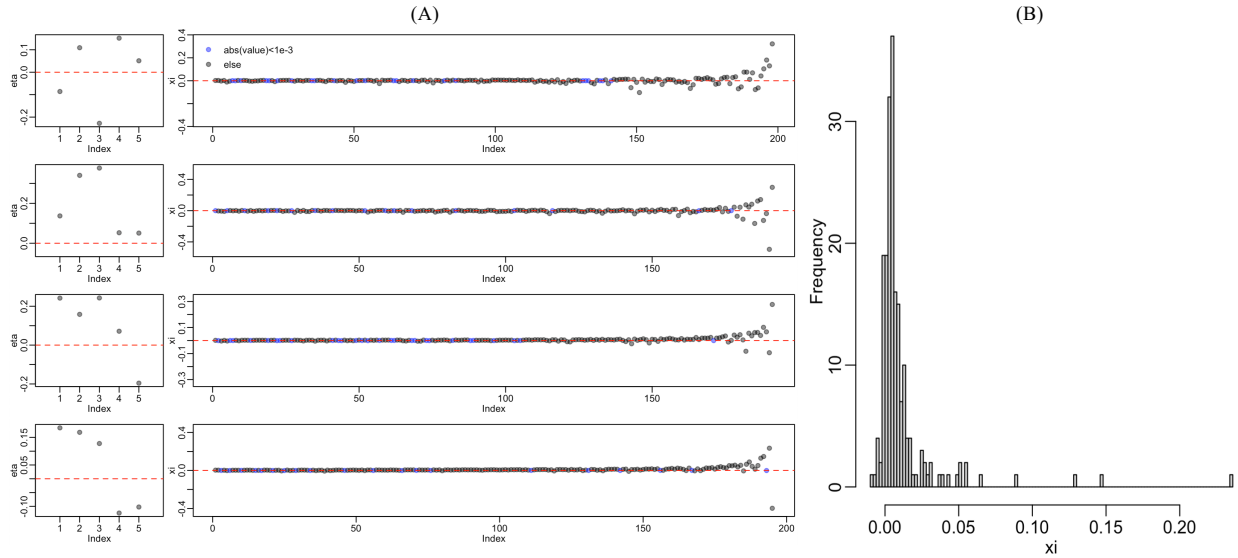 (A)
(B)
eta
-0.2
0.0
0.1
1 2 3 4 5
Index
xi
-0.4
0.0
0.2
0.4
abs(value)<1e-3
else
0 50 100 150 200
Index
eta
0.0
0.2
1 2 3 4 5
Index
xi
-0.4
0.0
0.4
0 50 100 150
Index
eta
-0.2
0.0
0.2
1 2 3 4 5
Index
xi
-0.3
-0.1
0.1
0.3
0 50 100 150
Index
eta
-0.10
0.05
0.15
1 2 3 4 5
Index
xi
-0.4
0.0
0.4
0 50 100 150 200
Index
Frequency
0
10
20
30
0.00 0.05 0.10 0.15 0.20
xi